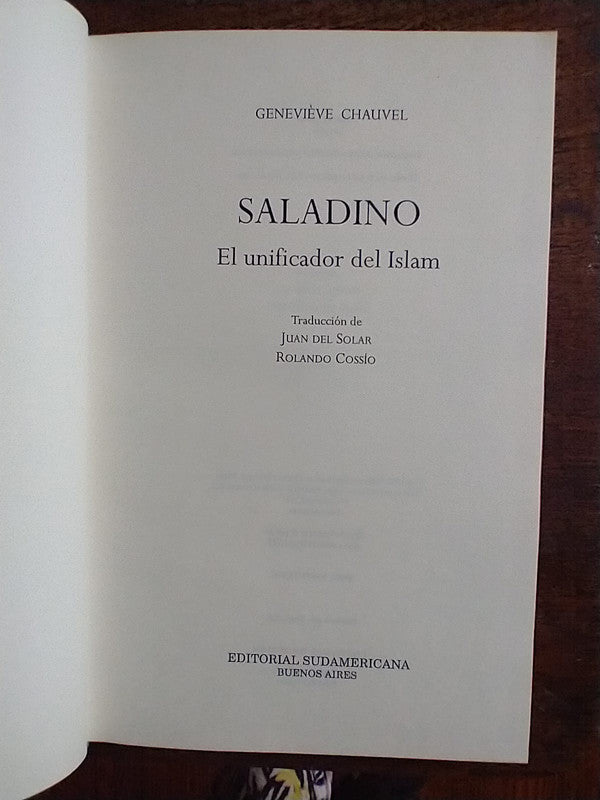 GENEVIÈVE CHAUVEL
SALADINO
El unificador del Islam
Traducción de
JUAN DEL SOLAR
ROLANDO COSSÍO
EDITORIAL SUDAMERICANA
BUENOS AIRES